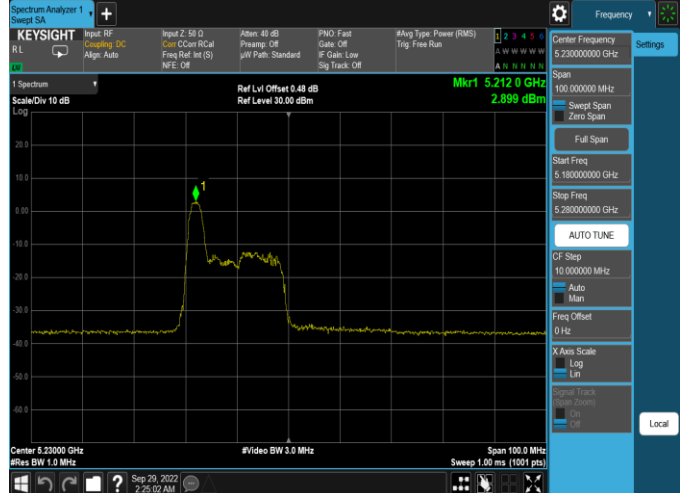 Spectrum Analyzer 1
Swept SA
+
Frequency
KEYSIGHT
RL
LV
Input: RF
Coupling: DC
Align: Auto
Input Z: 50 Ω
Corr CCorr RCal
Freq Ref: Int (S)
NFE: Off
Atten: 40 dB
Preamp: Off
µW Path: Standard
PNO: Fast
Gate: Off
IF Gain: Low
Sig Track: Off
#Avg Type: Power (RMS)
Trig: Free Run
1 2 3 4 5 6
A W W W W W
A N N N N N
1 Spectrum
Scale/Div 10 dB
Log
Ref Lvl Offset 0.48 dB
Ref Level 30.00 dBm
Mkr1 5.212 0 GHz
2.899 dBm
1
20.0
10.0
0.00
-10.0
-20.0
-30.0
-40.0
-50.0
-60.0
Center 5.23000 GHz
#Res BW 1.0 MHz
#Video BW 3.0 MHz
Span 100.0 MHz
Sweep 1.00 ms (1001 pts)
Center Frequency
5.230000000 GHz
Span
100.000000 MHz
Swept Span
Zero Span
Full Span
Start Freq
5.180000000 GHz
Stop Freq
5.280000000 GHz
AUTO TUNE
CF Step
10.000000 MHz
Auto
Man
Freq Offset
0 Hz
X Axis Scale
Log
Lin
Signal Track
(Span Zoom)
On
Off
Settings
Local
?
Sep 29, 2022
2:25:02 AM